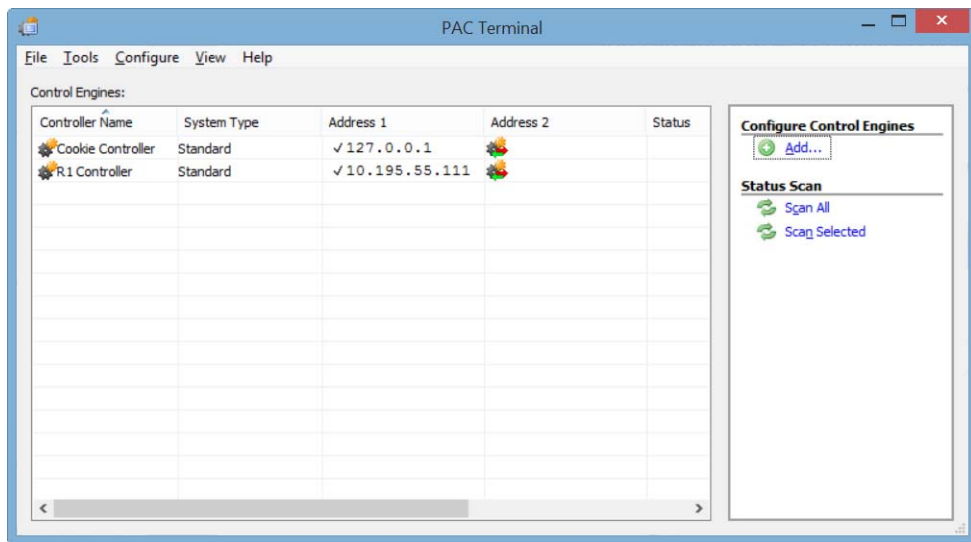 PAC Terminal
File Tools Configure View Help
Control Engines:
Controller Name System Type Address 1 Address 2 Status
Cookie Controller Standard ✓127.0.0.1
R1 Controller Standard ✓10.195.55.111
Configure Control Engines
Add...
Status Scan
Scan All
Scan Selected